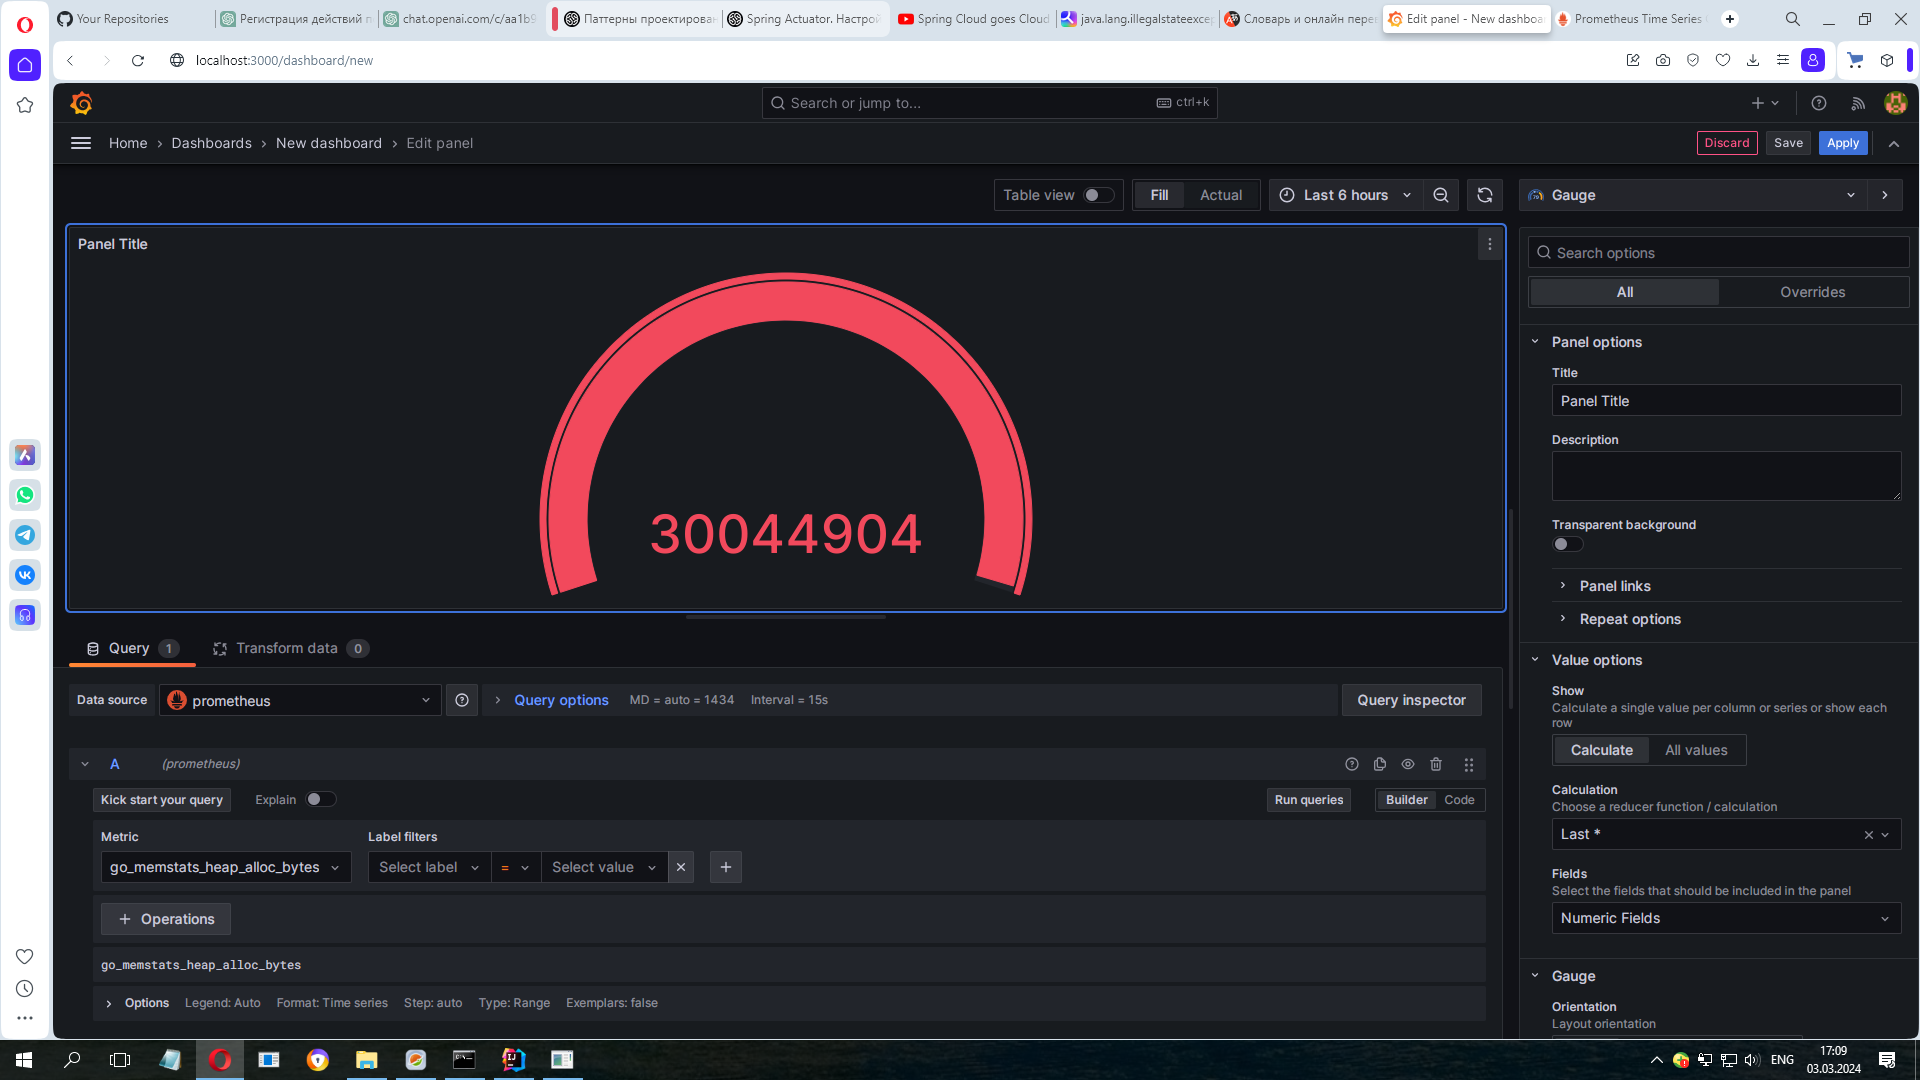 Your Repositories
Регистрация действий п
chat.openai.com/c/aa1b9
Паттерны проектирован
Spring Actuator. Настрой
Spring Cloud goes Cloud
java.lang.illegalstateexcep
Словарь и онлайн перев
Edit panel - New dashboa
Prometheus Time Series
localhost:3000/dashboard/new
Search or jump to...
ctrl+k
Home › Dashboards › New dashboard › Edit panel
Discard
Save
Apply
Table view
Fill
Actual
Last 6 hours
Gauge
Panel Title
30044904
Search options
All
Overrides
Panel options
Title
Panel Title
Description
Transparent background
Panel links
Repeat options
Value options
Show
Calculate a single value per column or series or show each
row
Calculate
All values
Calculation
Choose a reducer function / calculation
Last *
Fields
Select the fields that should be included in the panel
Numeric Fields
Gauge
Orientation
Layout orientation
Query 1
Transform data 0
Data source
prometheus
Query options
MD = auto = 1434
Interval = 15s
Query inspector
A
(prometheus)
Kick start your query
Explain
Run queries
Builder
Code
Metric
Label filters
go_memstats_heap_alloc_bytes
Select label
=
Select value
+ Operations
go_memstats_heap_alloc_bytes
Options
Legend: Auto
Format: Time series
Step: auto
Type: Range
Exemplars: false
ENG
17:09
03.03.2024